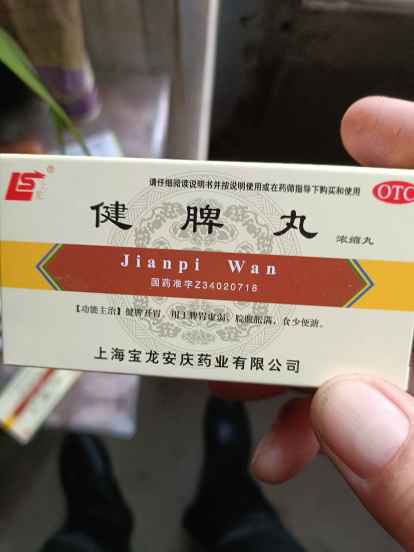 请仔细阅读说明书并按说明使用或在药师指导下购买和使用
OTC
健脾丸
浓缩丸
Jianpi Wan
国药准字Z34020718
【功能主治】健脾开胃。用于脾胃虚弱，脘腹胀满，食少便溏。
上海宝龙安庆药业有限公司